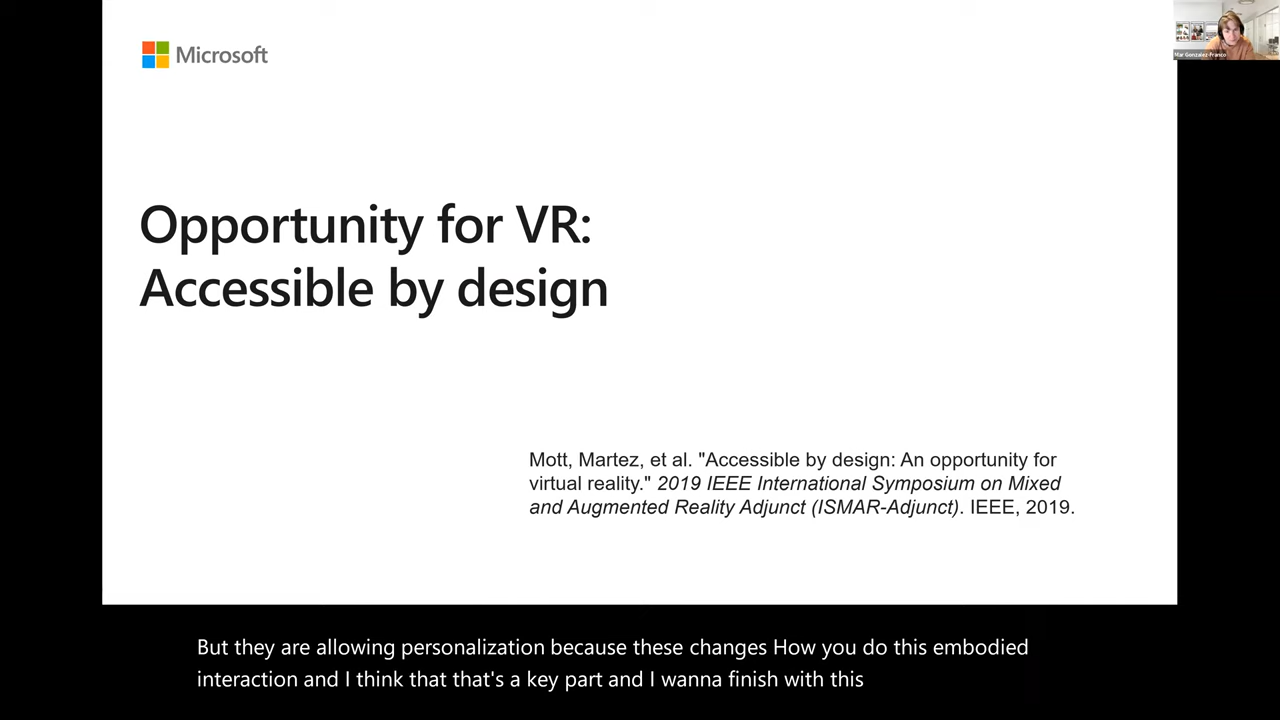 Microsoft
Mar Gonzalez-Franco
Opportunity for VR:
Accessible by design
Mott, Martez, et al. "Accessible by design: An opportunity for
virtual reality." 2019 IEEE International Symposium on Mixed
and Augmented Reality Adjunct (ISMAR-Adjunct). IEEE, 2019.
But they are allowing personalization because these changes How you do this embodied
interaction and I think that that's a key part and I wanna finish with this